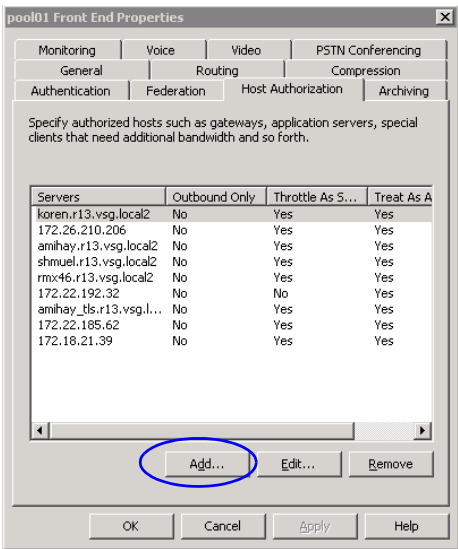 pool01 Front End Properties
Monitoring Voice Video PSTN Conferencing
General Routing Compression
Authentication Federation Host Authorization Archiving
Specify authorized hosts such as gateways, application servers, special
clients that need additional bandwidth and so forth.
Servers Outbound Only Throttle As S... Treat As A
koren.r13.vsg.local2 No Yes Yes
172.26.210.206 No Yes Yes
amihay.r13.vsg.local2 No Yes Yes
shmuel.r13.vsg.local2 No Yes Yes
rmx46.r13.vsg.local2 No Yes Yes
172.22.192.32 No No Yes
amihay_tls.r13.vsg.l... No Yes Yes
172.22.185.62 No Yes Yes
172.18.21.39 No Yes Yes
Add... Edit... Remove
OK Cancel Apply Help